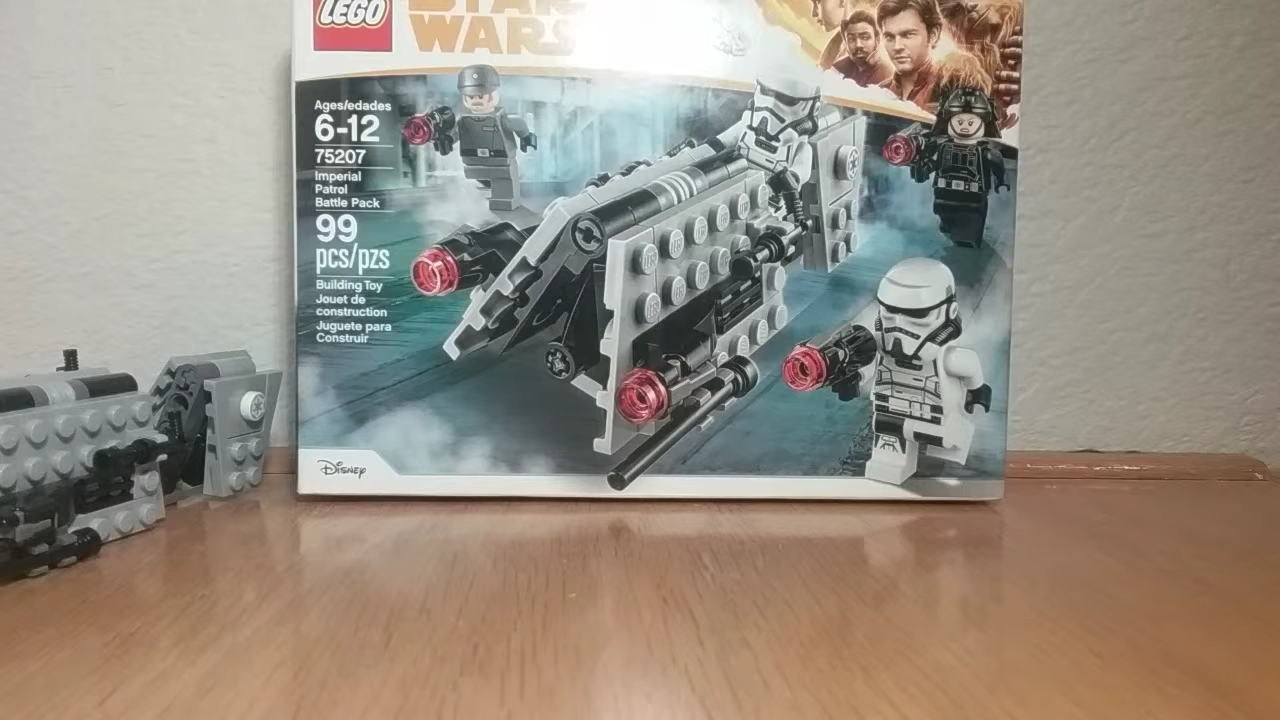 LEGO
STAR
WARS
Ages/edades
6-12
75207
Imperial
Patrol
Battle Pack
99
pcs/pzs
Building Toy
Jouet de
construction
Juguete para
Construir
Disney